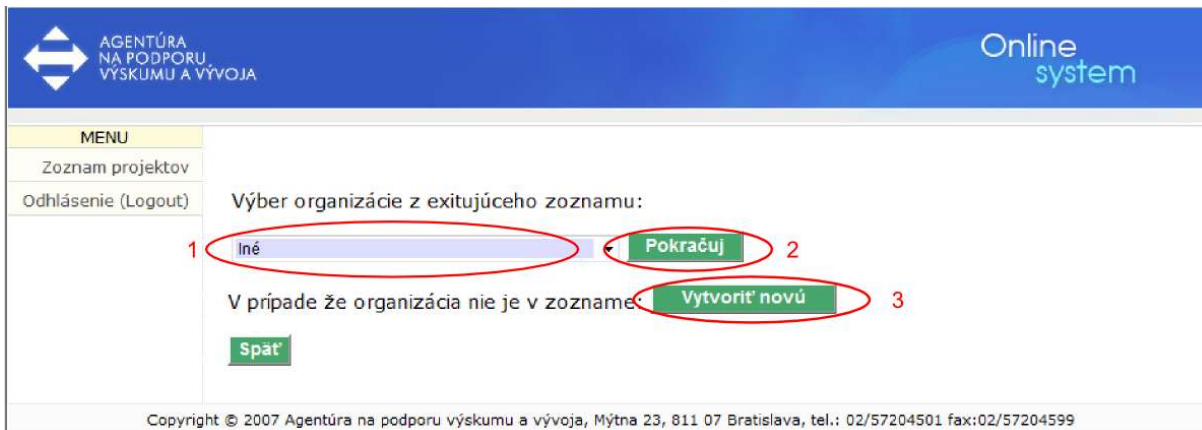 AGENTÚRA
NA PODPORU
VÝSKUMU A VÝVOJA
Online
system
MENU
Zoznam projektov
Odhlásenie (Logout)
Výber organizácie z exitujúceho zoznamu:
1 Iné Pokračuj 2
V prípade že organizácia nie je v zozname: Vytvoriť novú 3
Späť
Copyright © 2007 Agentúra na podporu výskumu a vývoja, Mýtna 23, 811 07 Bratislava, tel.: 02/57204501 fax:02/57204599